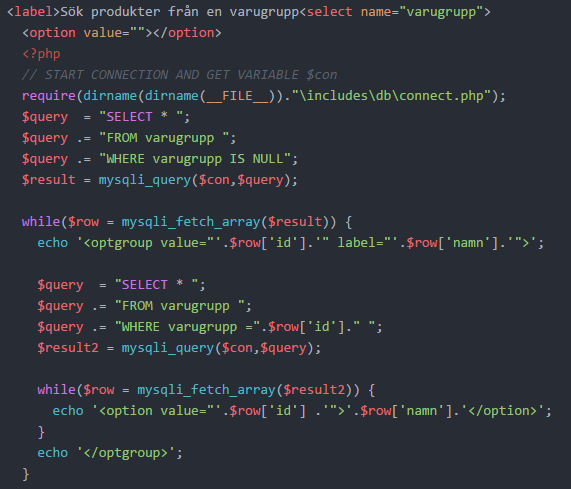 <label>Sök produkter från en varugrupp<select name="varugrupp">
<option value=""></option>
<?php
// START CONNECTION AND GET VARIABLE $con
require(dirname(dirname(__FILE__))."\includes\db\connect.php");
$query  = "SELECT * ";
$query .= "FROM varugrupp ";
$query .= "WHERE varugrupp IS NULL";
$result = mysqli_query($con,$query);
while($row = mysqli_fetch_array($result)) {
echo '<optgroup value="'.$row['id'].'" label="'.$row['namn'].'">';
$query  = "SELECT * ";
$query .= "FROM varugrupp ";
$query .= "WHERE varugrupp =".$row['id']." ";
$result2 = mysqli_query($con,$query);
while($row = mysqli_fetch_array($result2)) {
echo '<option value="'.$row['id'] .'">'.$row['namn'].'</option>';
}
echo '</optgroup>';
}